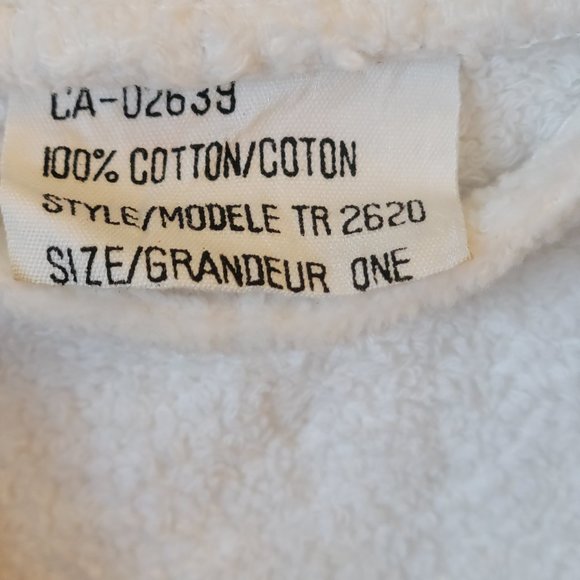 CA-02639
100% COTTON/COTON
STYLE/MODELE TR 2620
SIZE/GRANDEUR ONE